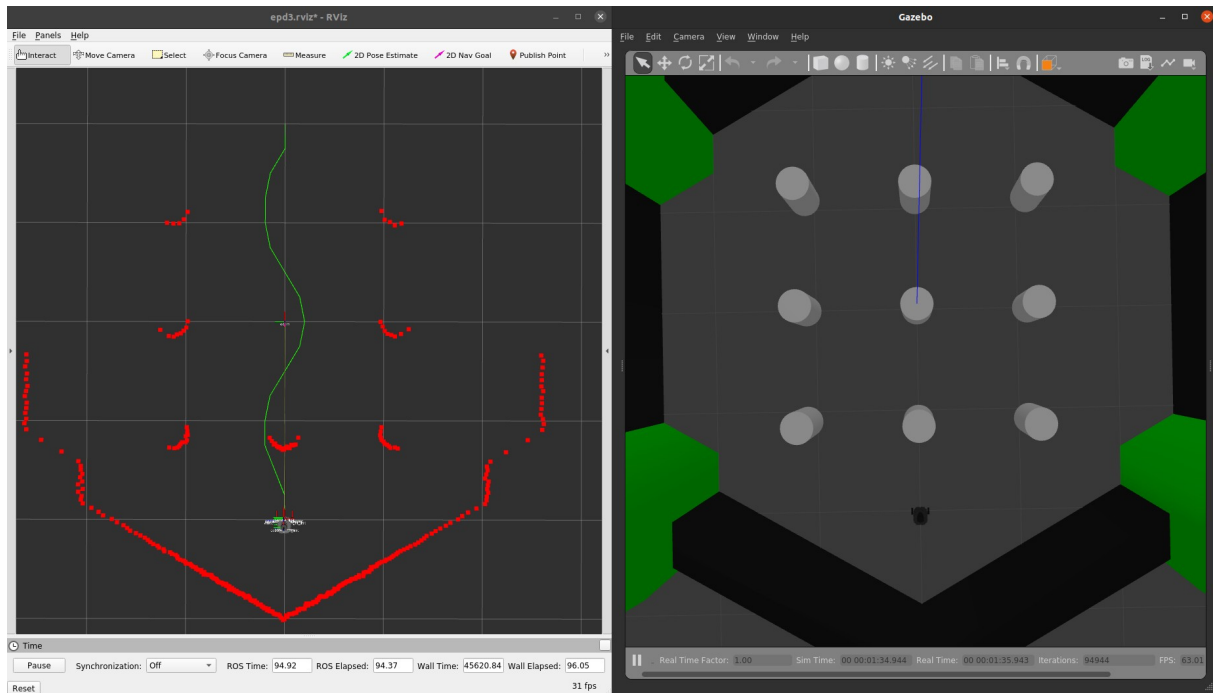 epd3.rviz* - RViz
File Panels Help
Interact Move Camera Select Focus Camera Measure 2D Pose Estimate 2D Nav Goal Publish Point »
Time
Pause Synchronization: Off ROS Time: 94.92 ROS Elapsed: 94.37 Wall Time: 45620.84 Wall Elapsed: 96.05
Reset 31 fps
Gazebo
File Edit Camera View Window Help
Real Time Factor: 1.00 Sim Time: 00 00:01:34.944 Real Time: 00 00:01:35.943 Iterations: 94944 FPS: 63.01